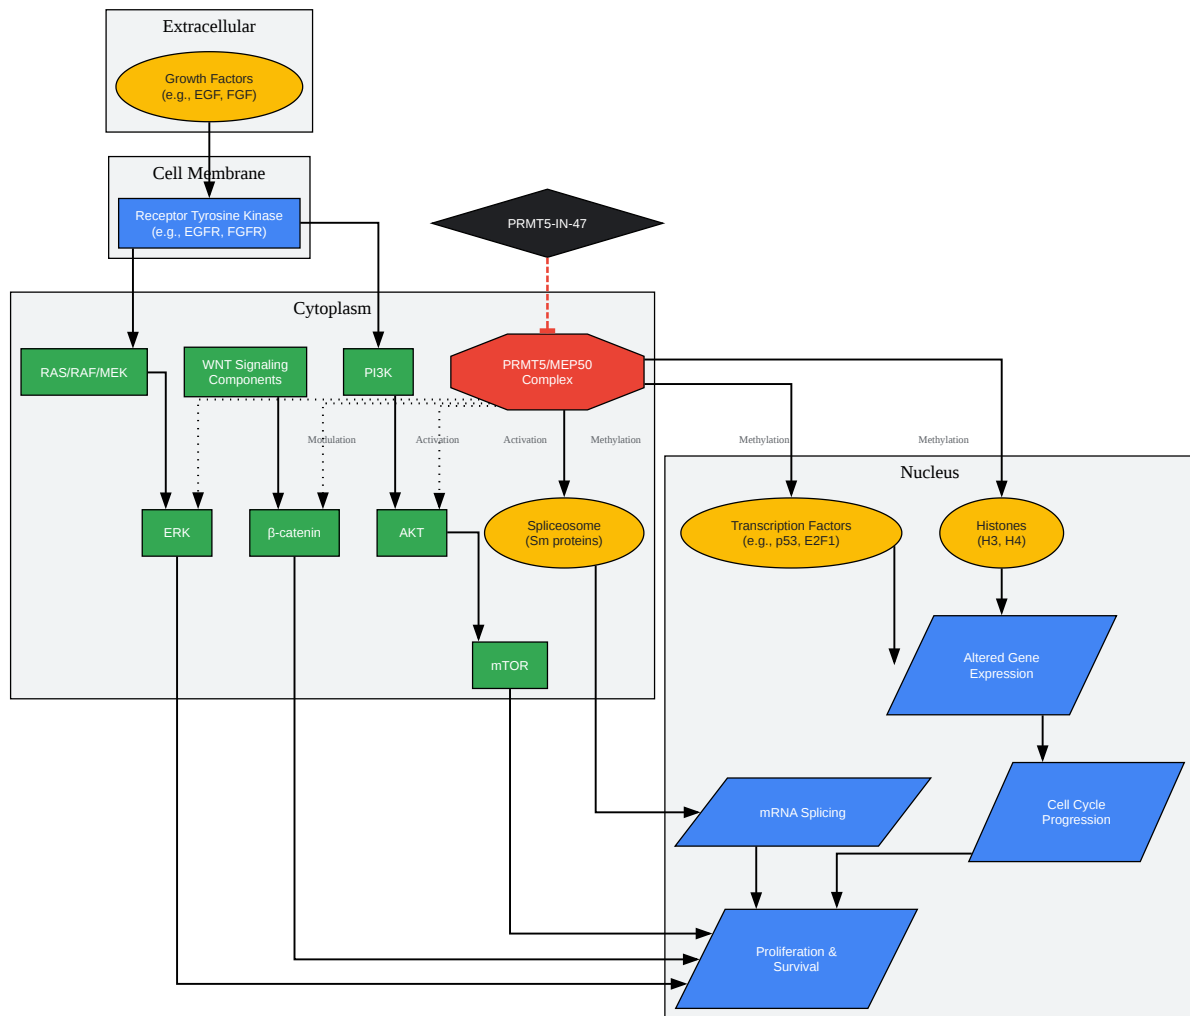 Extracellular
Growth Factors
(e.g., EGF, FGF)
Cell Membrane
Receptor Tyrosine Kinase
(e.g., EGFR, FGFR)
PRMT5-IN-47
Cytoplasm
RAS/RAF/MEK
WNT Signaling
Components
PI3K
PRMT5/MEP50
Complex
Modulation
Activation
Activation
Methylation
Methylation
Methylation
Nucleus
ERK
β-catenin
AKT
Spliceosome
(Sm proteins)
Transcription Factors
(e.g., p53, E2F1)
Histones
(H3, H4)
mTOR
Altered Gene
Expression
mRNA Splicing
Cell Cycle
Progression
Proliferation &
Survival